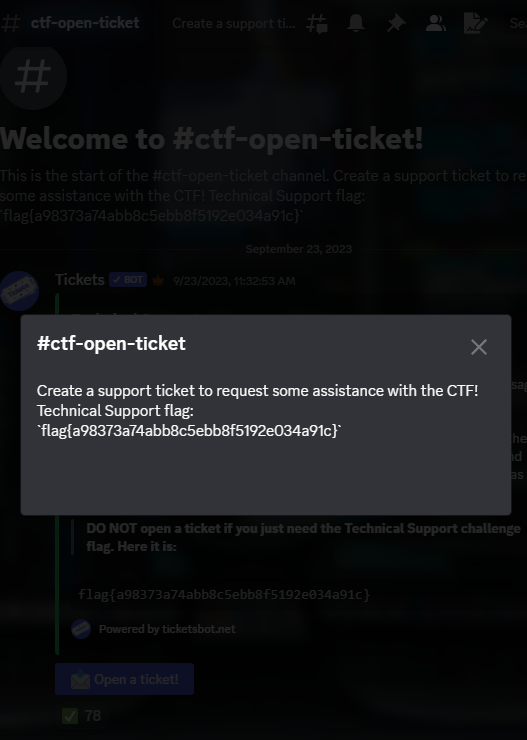 ctf-open-ticket
Create a support ti...
Se
Welcome to #ctf-open-ticket!
This is the start of the #ctf-open-ticket channel. Create a support ticket to re
some assistance with the CTF! Technical Support flag:
`flag{a98373a74abb8c5ebb8f5192e034a91c}`
September 23, 2023
Tickets ✓ BOT 9/23/2023, 11:32:53 AM
#ctf-open-ticket
Create a support ticket to request some assistance with the CTF!
Technical Support flag:
`flag{a98373a74abb8c5ebb8f5192e034a91c}`
DO NOT open a ticket if you just need the Technical Support challenge
flag. Here it is:
flag{a98373a74abb8c5ebb8f5192e034a91c}
Powered by ticketsbot.net
Open a ticket!
78